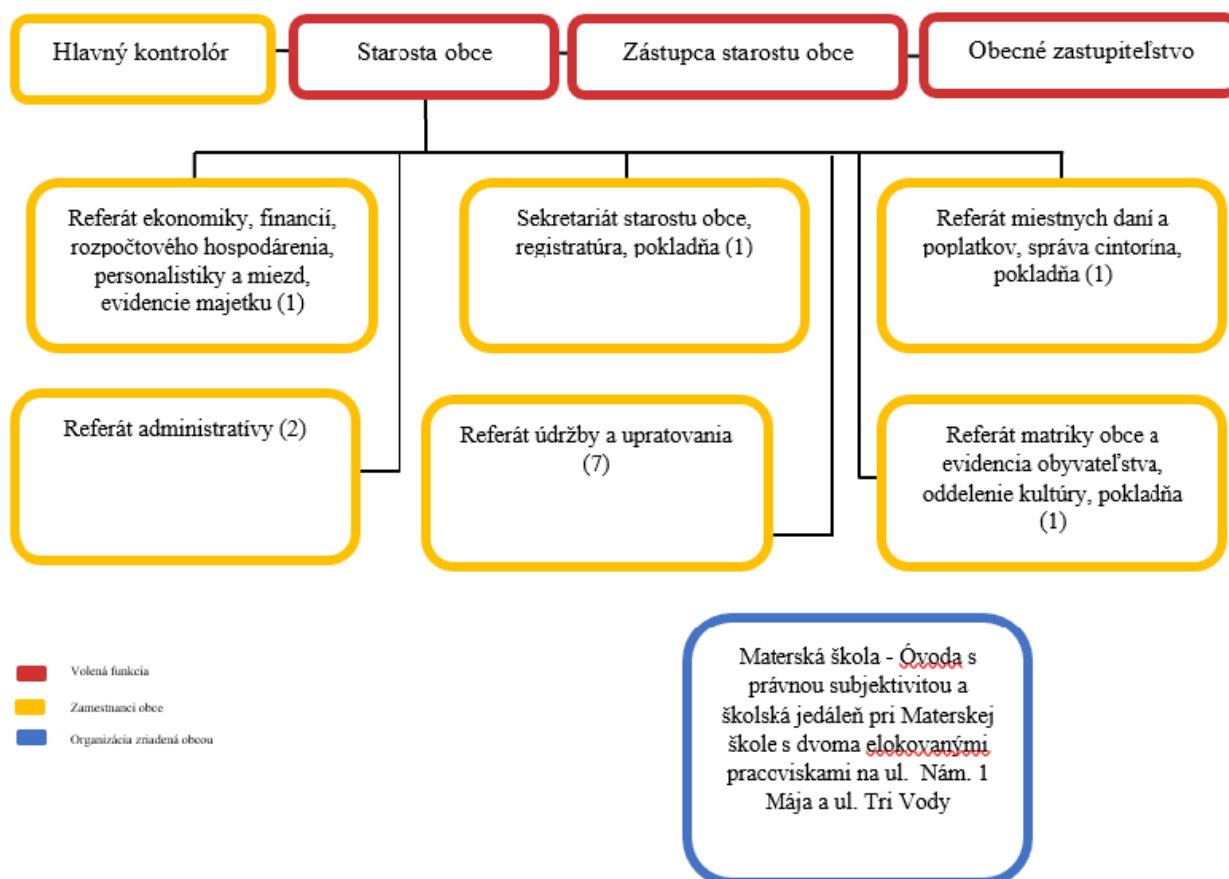 Hlavný kontrolór
Starosta obce
Zástupca starostu obce
Obecné zastupiteľstvo
Referát ekonomiky, financií,
rozpočtového hospodárenia,
personalistiky a miezd,
evidencie majetku (1)
Sekretariát starostu obce,
registratúra, pokladňa (1)
Referát miestnych daní a
poplatkov, správa cintorína,
pokladňa (1)
Referát administratívy (2)
Referát údržby a upratovania
(7)
Referát matriky obce a
evidencia obyvateľstva,
oddelenie kultúry, pokladňa
(1)
Volená funkcia
Zamestnanci obce
Organizácia zriadená obcou
Materská škola - Óvoda s
právnou subjektivitou a
školská jedáleň pri Materskej
škole s dvoma elokovanými
pracoviskami na ul. Nám. 1
Mája a ul. Tri Vody